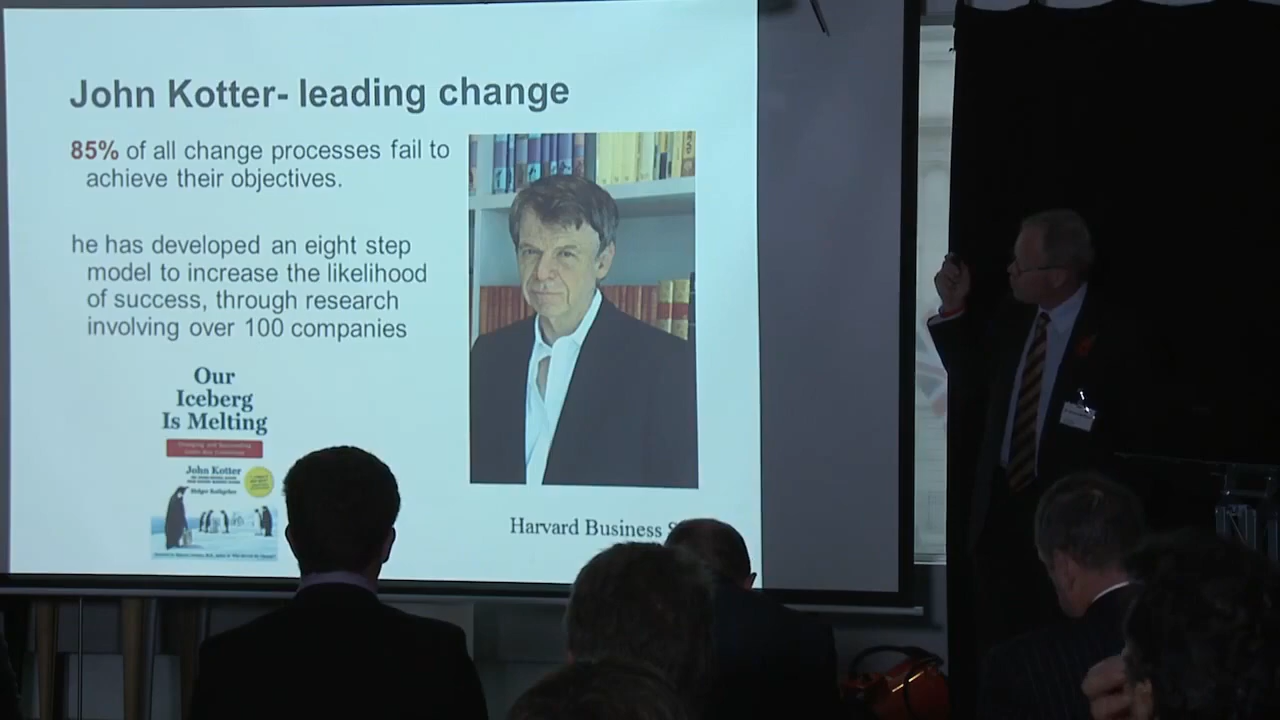 John Kotter- leading change
85% of all change processes fail to
achieve their objectives.
he has developed an eight step
model to increase the likelihood
of success, through research
involving over 100 companies
Our
Iceberg
Is Melting
John Kotter
Harvard Business